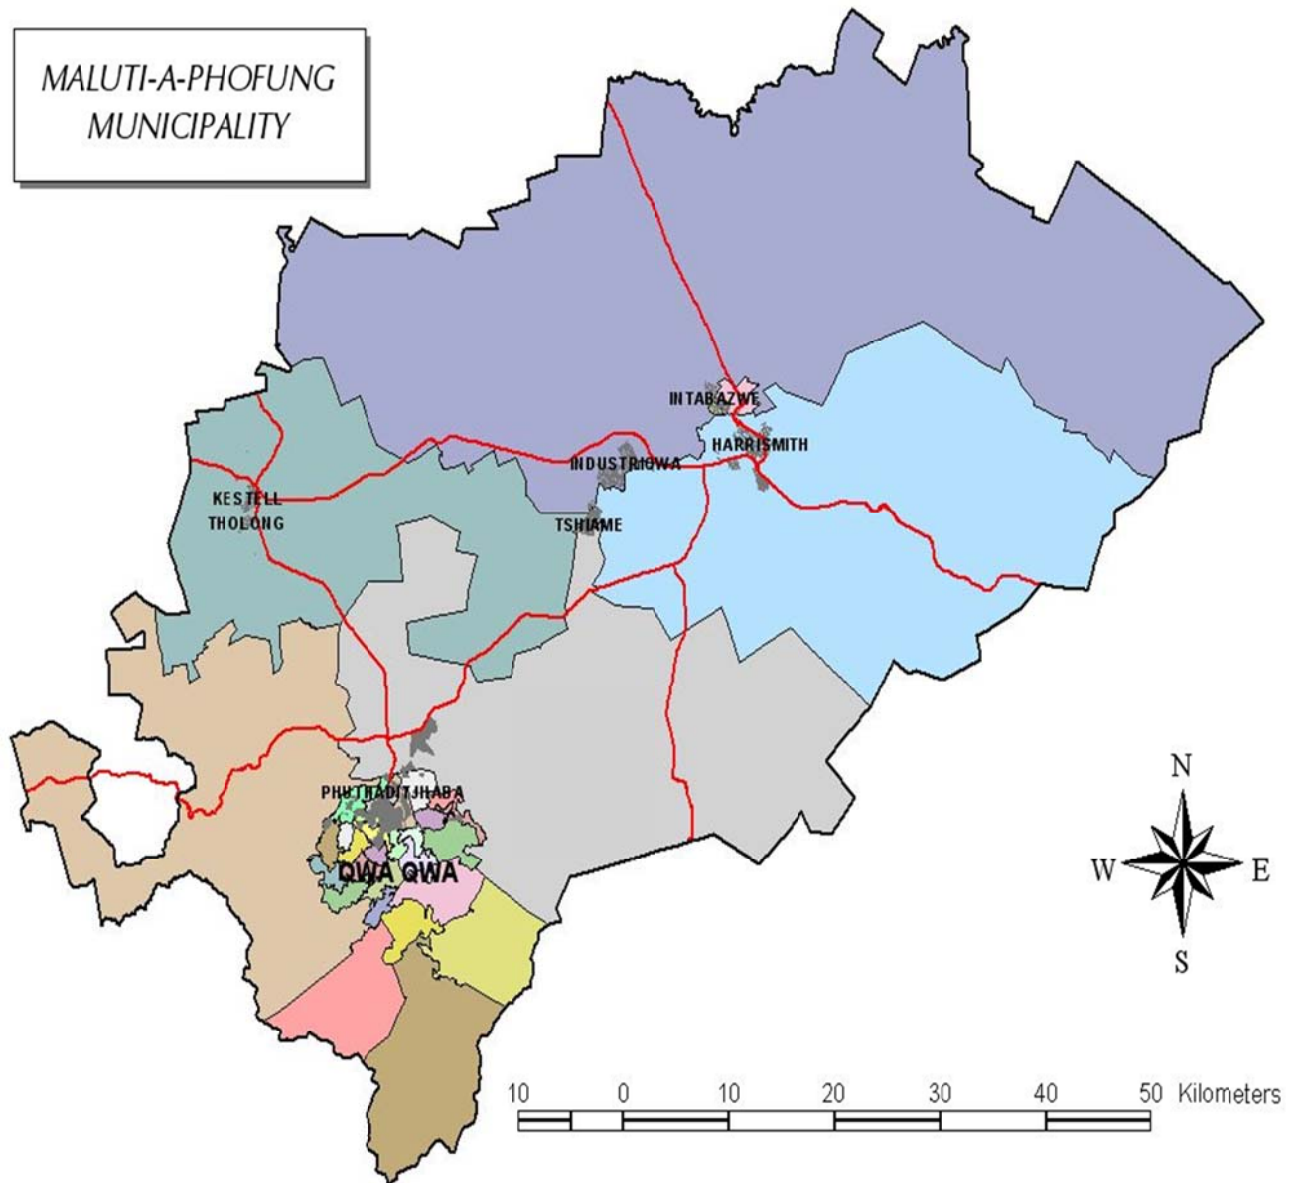 MALUTI-A-PHOFUNG
MUNICIPALITY
INTABAZWE
HARRISMITH
INDUSTRIQWA
KESTELL
THOLONG
TSHIAME
PHUTHADITJHABA
QWA QWA
N
W E
S
10 0 10 20 30 40 50 Kilometers